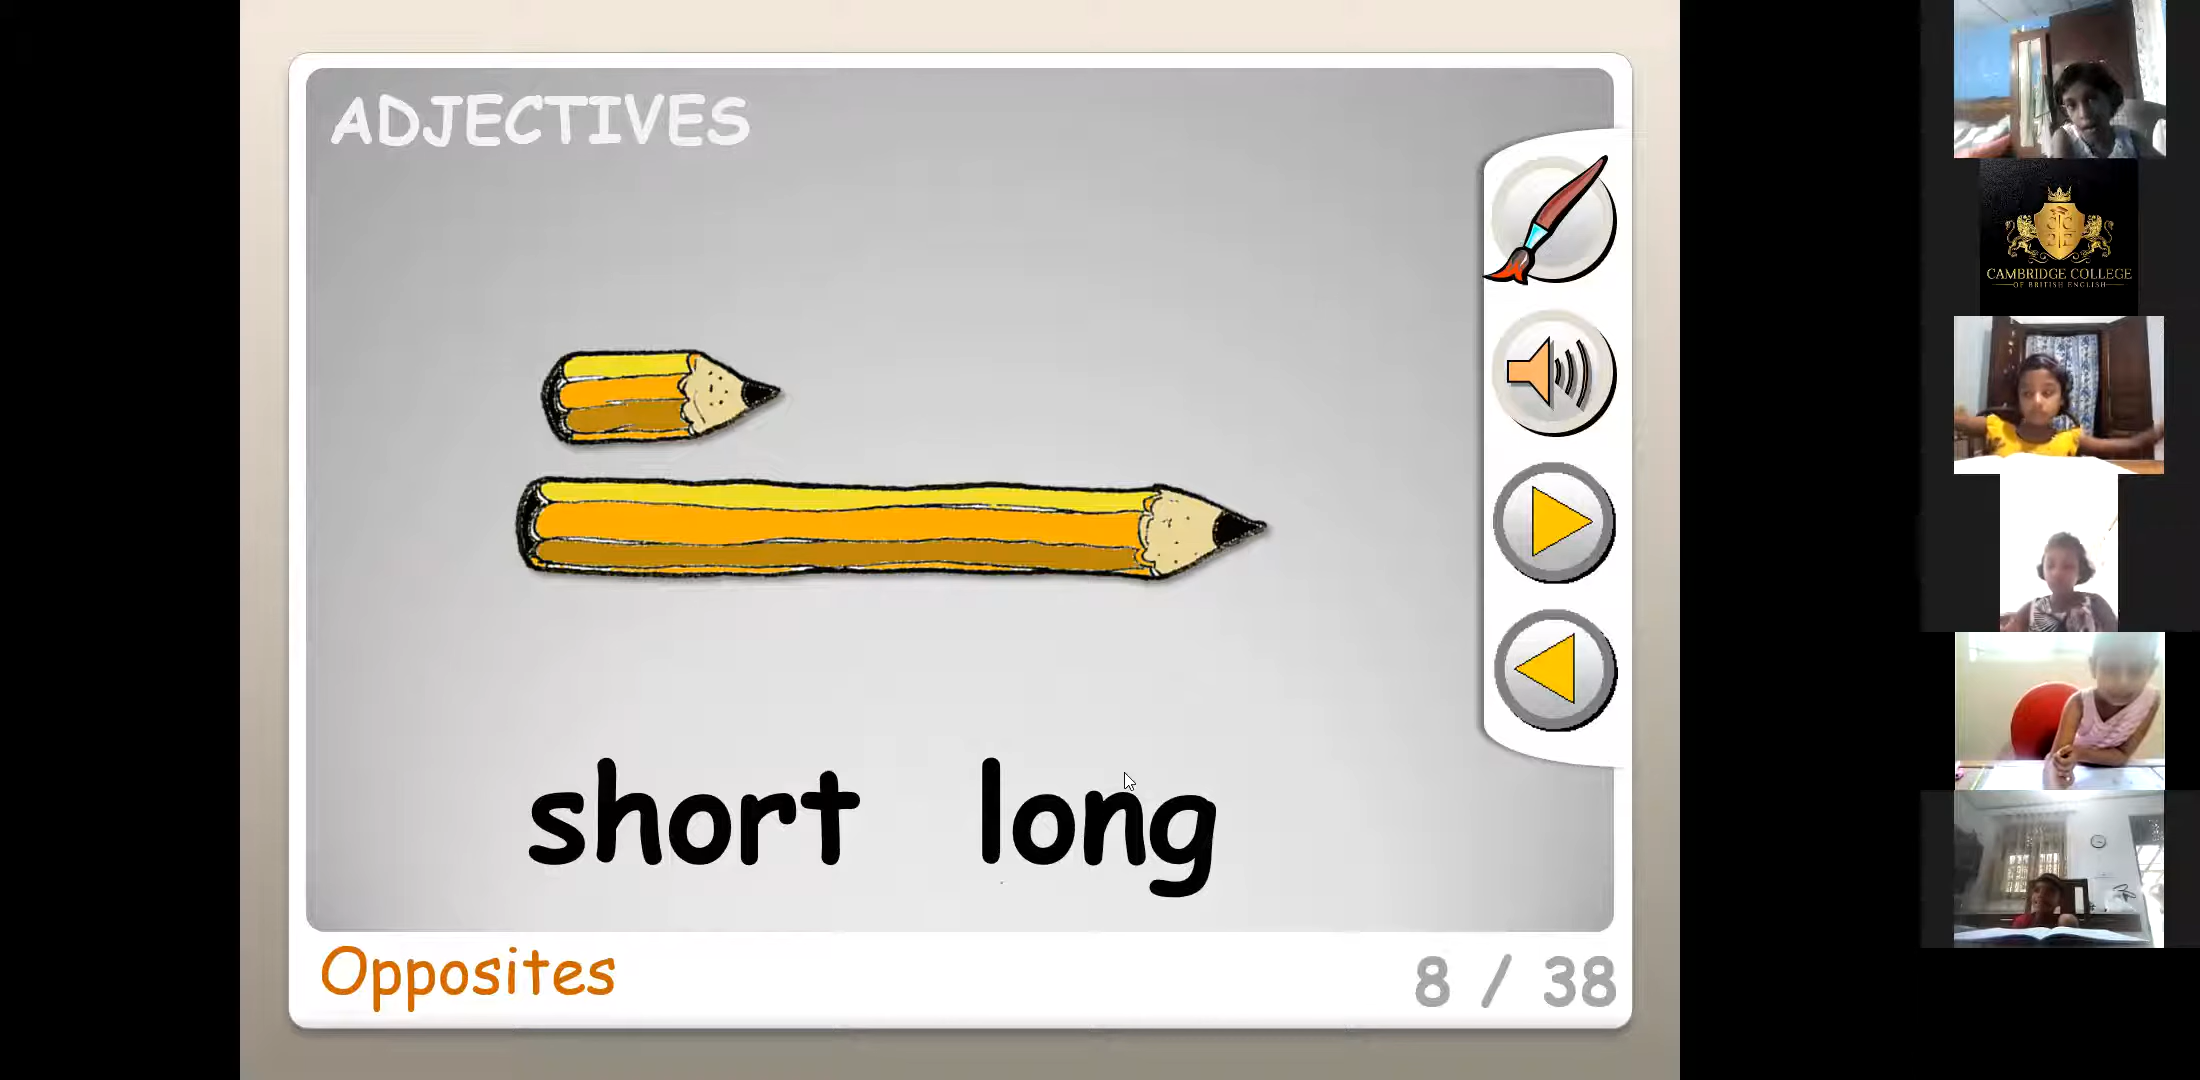 ADJECTIVES
short long
Opposites
8 / 38
CAMBRIDGE COLLEGE
OF BRITISH ENGLISH